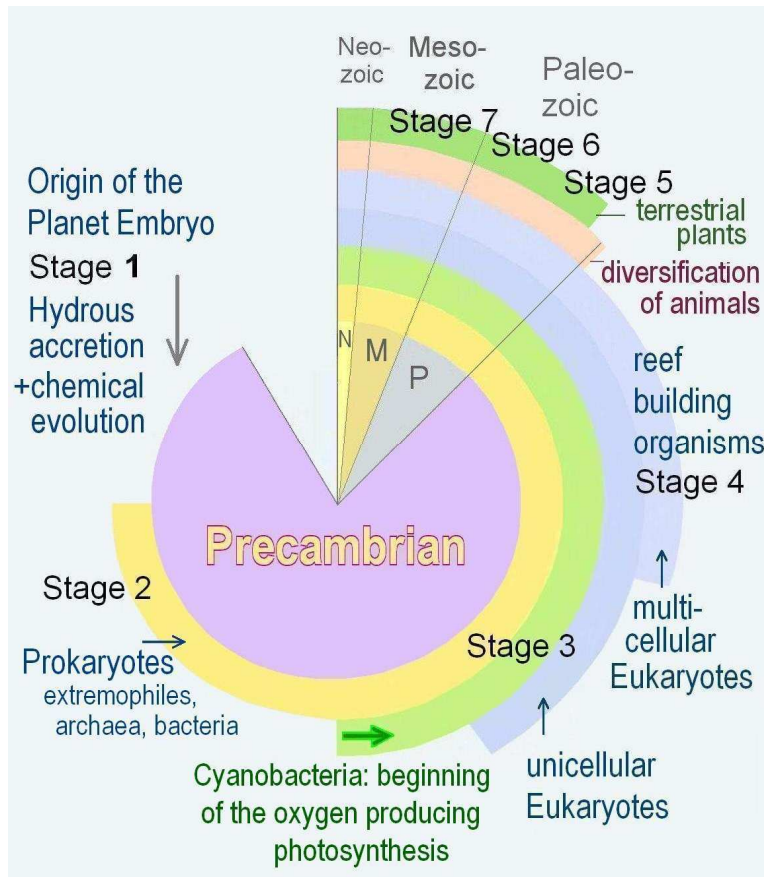 Neo-
zoic
Meso-
zoic
Paleo-
zoic
Stage 7
Stage 6
Stage 5
terrestrial
plants
diversification
of animals
Origin of the
Planet Embryo
Stage 1
Hydrous
accretion
+chemical
evolution
N
M
P
reef
building
organisms
Stage 4
Precambrian
Stage 2
Prokaryotes
extremophiles,
archaea, bacteria
Stage 3
multi-
cellular
Eukaryotes
unicellular
Eukaryotes
Cyanobacteria: beginning
of the oxygen producing
photosynthesis